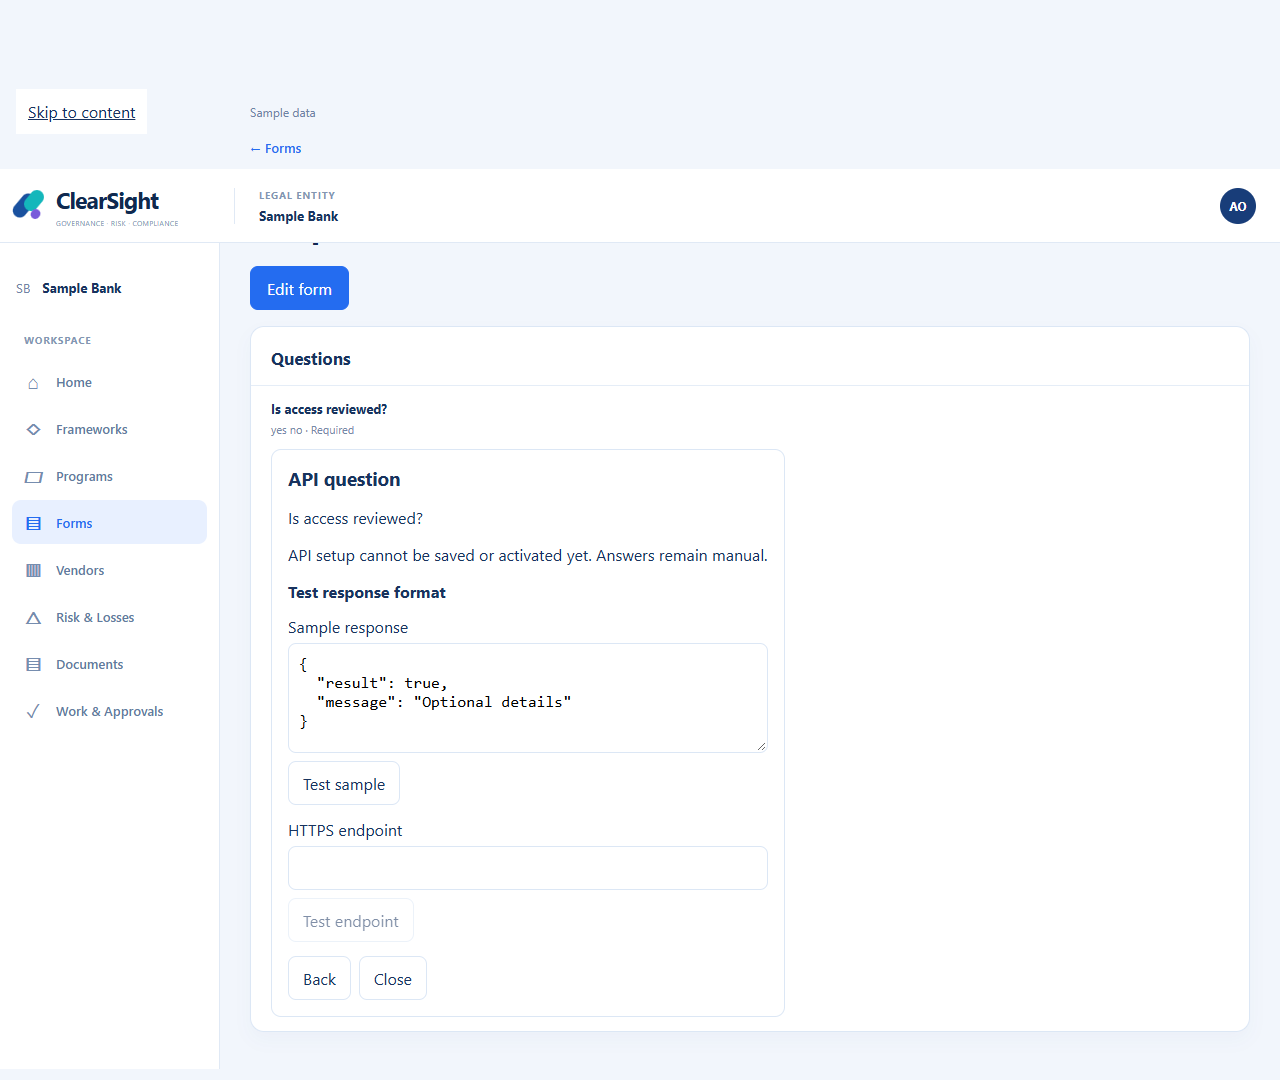 Skip to content
Sample data
← Forms
ClearSight
GOVERNANCE · RISK · COMPLIANCE
LEGAL ENTITY
Sample Bank
AO
SB Sample Bank
WORKSPACE
Home
Frameworks
Programs
Forms
Vendors
Risk & Losses
Documents
Work & Approvals
Edit form
Questions
Is access reviewed?
yes no · Required
API question
Is access reviewed?
API setup cannot be saved or activated yet. Answers remain manual.
Test response format
Sample response
{
"result": true,
"message": "Optional details"
}
Test sample
HTTPS endpoint
Test endpoint
Back
Close